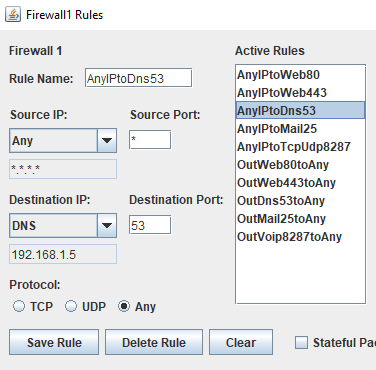 Firewall1 Rules
Firewall 1
Rule Name: AnyIPtoDns53
Source IP: Source Port:
Any *
*.*.*.*
Destination IP: Destination Port:
DNS 53
192.168.1.5
Protocol:
TCP UDP Any
Save Rule Delete Rule Clear
Active Rules
AnyIPtoWeb80
AnyIPtoWeb443
AnyIPtoDns53
AnyIPtoMail25
AnyIPtoTcpUdp8287
OutWeb80toAny
OutWeb443toAny
OutDns53toAny
OutMail25toAny
OutVoip8287toAny
Stateful Pa